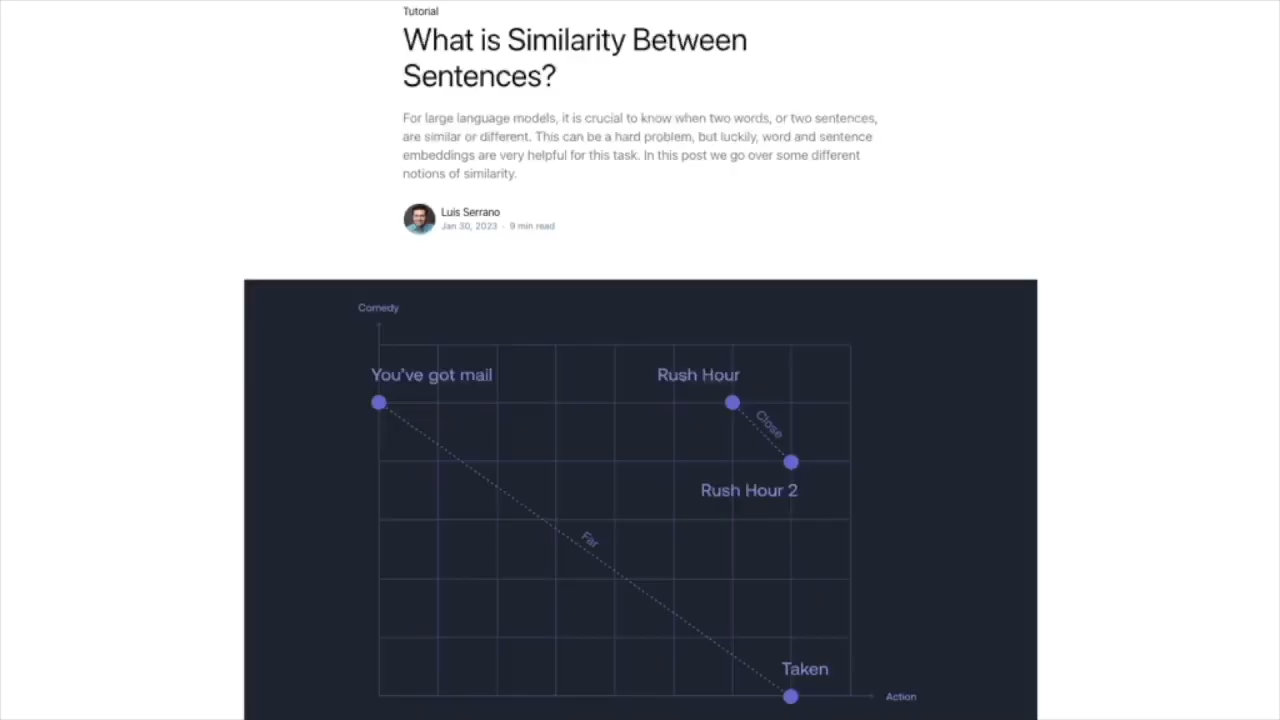 Tutorial
What is Similarity Between
Sentences?
For large language models, it is crucial to know when two words, or two sentences,
are similar or different. This can be a hard problem, but luckily, word and sentence
embeddings are very helpful for this task. In this post we go over some different
notions of similarity.
Luis Serrano
Jan 30, 2023 · 9 min read
Comedy
You've got mail
Rush Hour
Close
Rush Hour 2
Far
Taken
Action